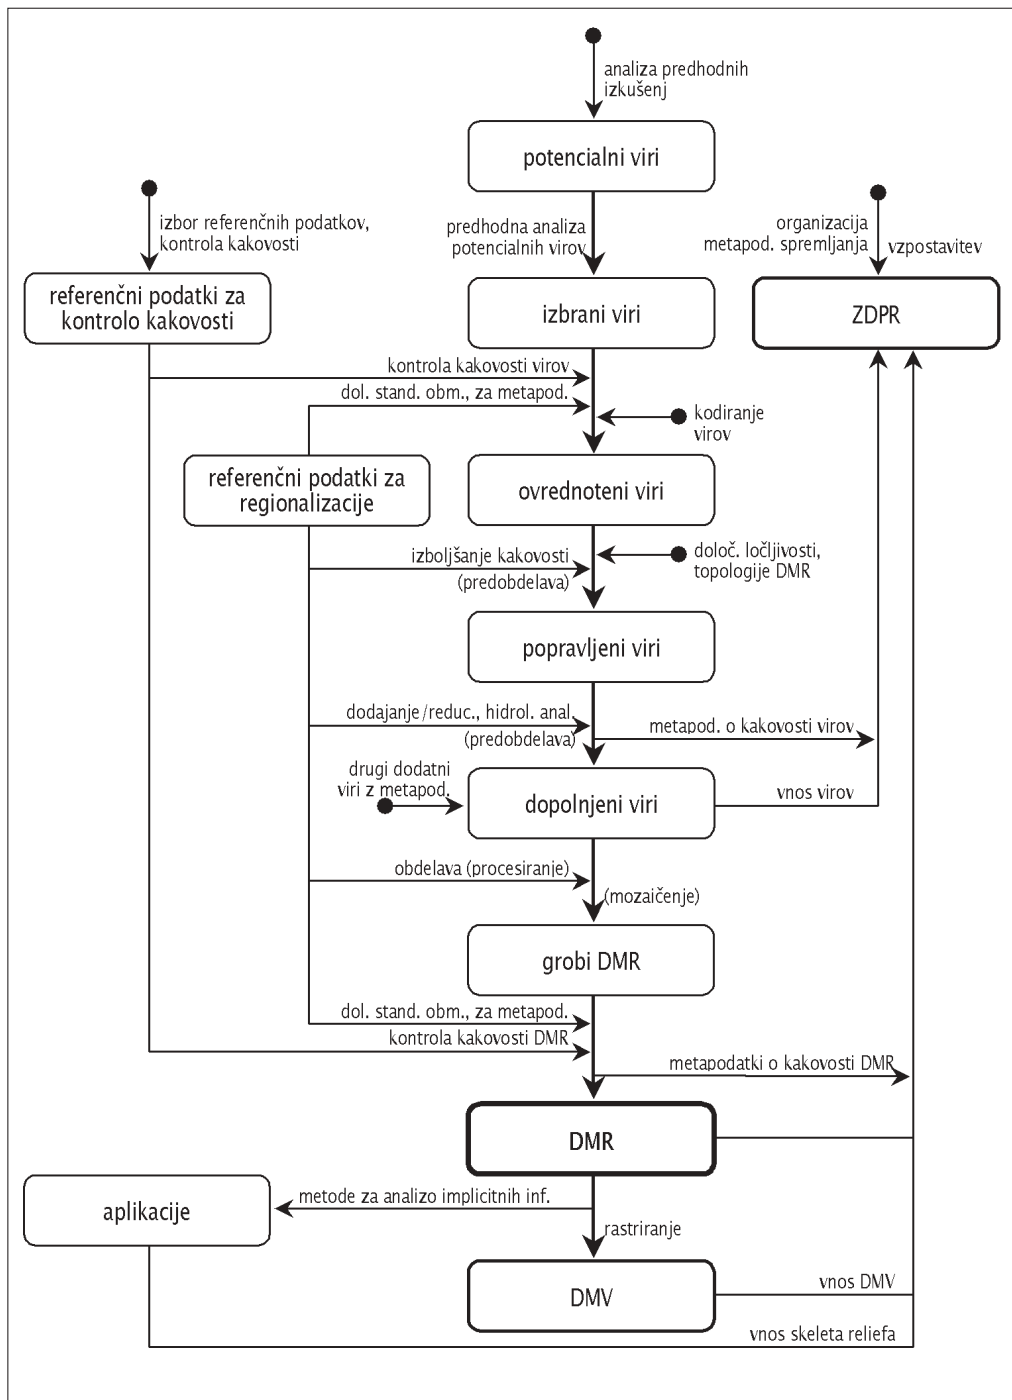 analiza predhodnih
izkušenj
potencialni viri
izbor referenčnih podatkov,
kontrola kakovosti
predhodna analiza
potencialnih virov
organizacija
metapod. spremljanja
vzpostavitev
referenčni podatki za
kontrolo kakovosti
izbrani viri
ZDPR
kontrola kakovosti virov
dol. stand. obm., za metapod.
kodiranje
virov
referenčni podatki za
regionalizacije
ovrednoteni viri
izboljšanje kakovosti
(predobdelava)
določ. ločljivosti,
topologije DMR
popravljeni viri
dodajanje/reduc., hidrol. anal.
(predobdelava)
metapod. o kakovosti virov
drugi dodatni
viri z metapod.
dopolnjeni viri
vnos virov
obdelava (procesiranje)
(mozaičenje)
grobi DMR
dol. stand. obm., za metapod.
kontrola kakovosti DMR
metapodatki o kakovosti DMR
DMR
metode za analizo implicitnih inf.
aplikacije
rastriranje
DMV
vnos DMV
vnos skeleta reliefa